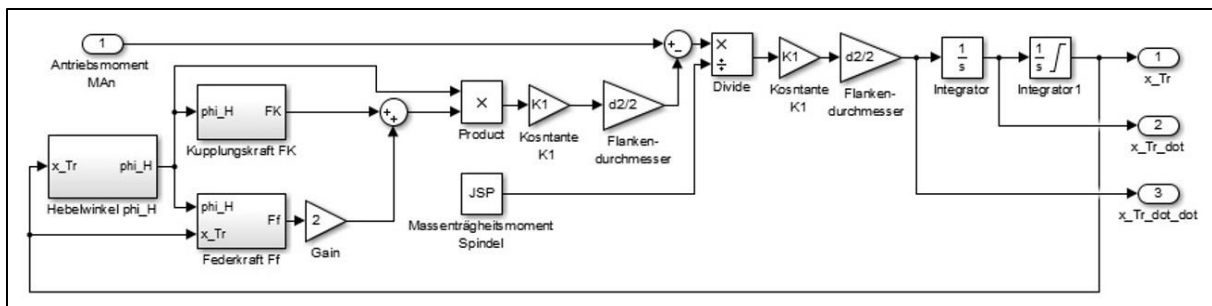 1
Antriebsmoment
MAn
x_Tr
phi_H
Hebelwinkel phi_H
phi_H
FK
Kupplungskraft FK
phi_H
x_Tr
Ff
Federkraft Ff
2
Gain
+
+
×
Product
K1
Kosntante
K1
d2/2
Flanken-
durchmesser
JSP
Massenträgheitsmoment
Spindel
+
−
×
÷
Divide
K1
Kosntante
K1
d2/2
Flanken-
durchmesser
1
s
Integrator
1
s
Integrator1
1
x_Tr
2
x_Tr_dot
3
x_Tr_dot_dot